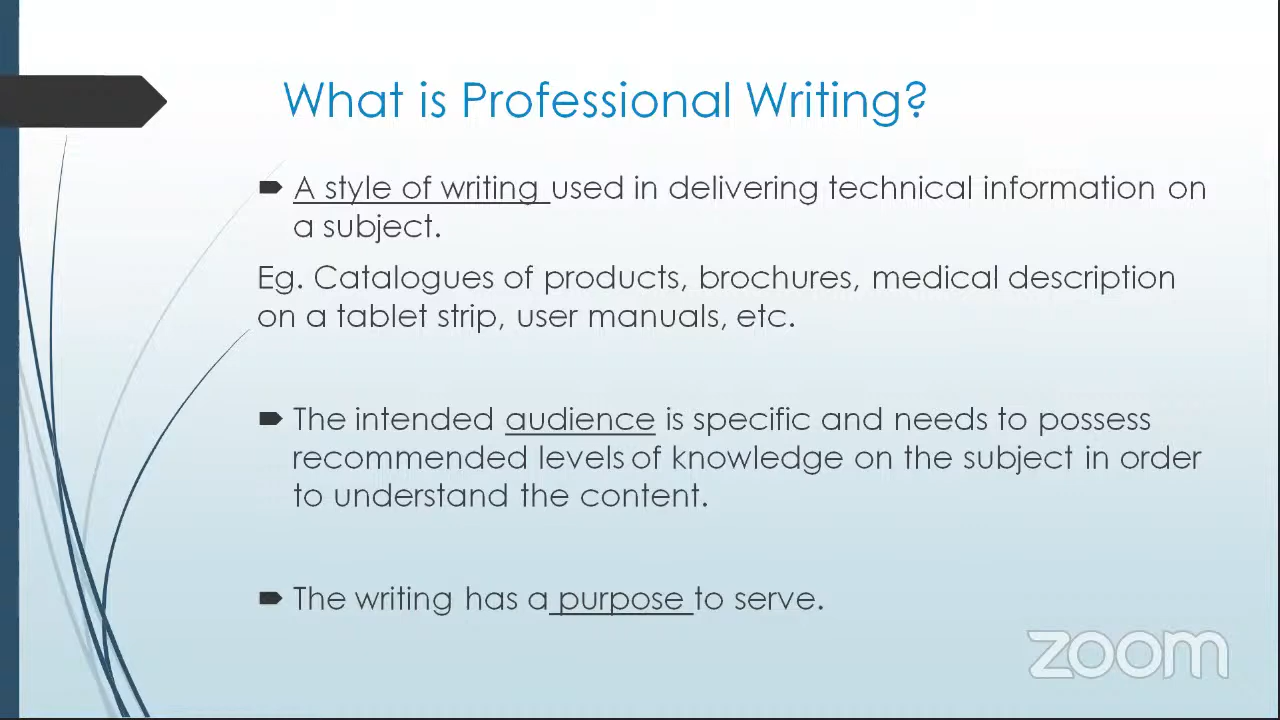 What is Professional Writing?
A style of writing used in delivering technical information on
a subject.
Eg. Catalogues of products, brochures, medical description
on a tablet strip, user manuals, etc.
The intended audience is specific and needs to possess
recommended levels of knowledge on the subject in order
to understand the content.
The writing has a purpose to serve.
zoom